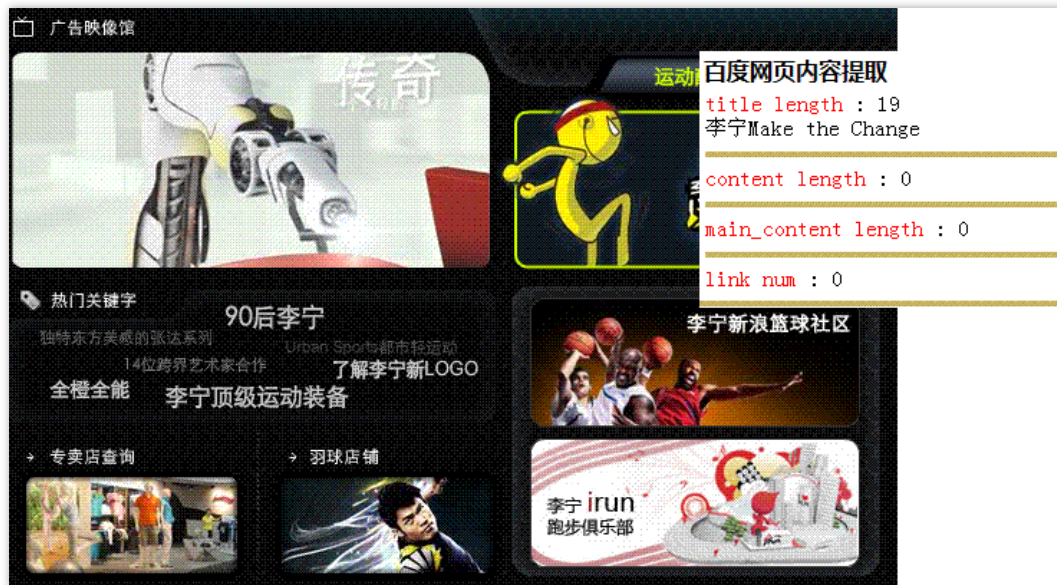 广告映像馆
传奇
运动
百度网页内容提取
title length : 19
李宁Make the Change
content length : 0
main_content length : 0
link num : 0
热门关键字
90后李宁
独特东方美感的张达系列
Urban Sports都市轻运动
14位跨界艺术家合作
了解李宁新LOGO
全橙全能
李宁顶级运动装备
李宁新浪篮球社区
专卖店查询
羽球店铺
李宁 irun
跑步俱乐部